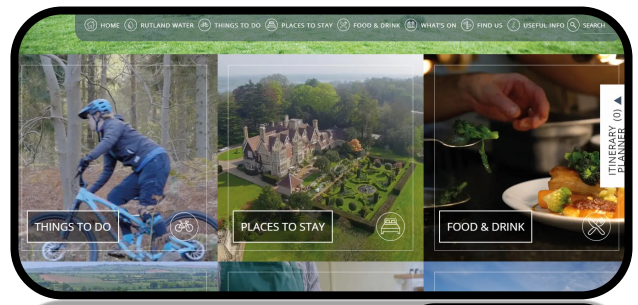 HOME RUTLAND WATER THINGS TO DO PLACES TO STAY FOOD & DRINK WHAT'S ON FIND US USEFUL INFO SEARCH
ITINERARY PLANNER (0)
THINGS TO DO
PLACES TO STAY
FOOD & DRINK